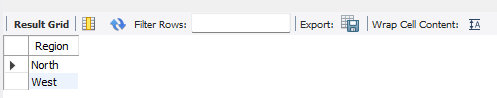 Result Grid Filter Rows: Export: Wrap Cell Content:
Region
North
West